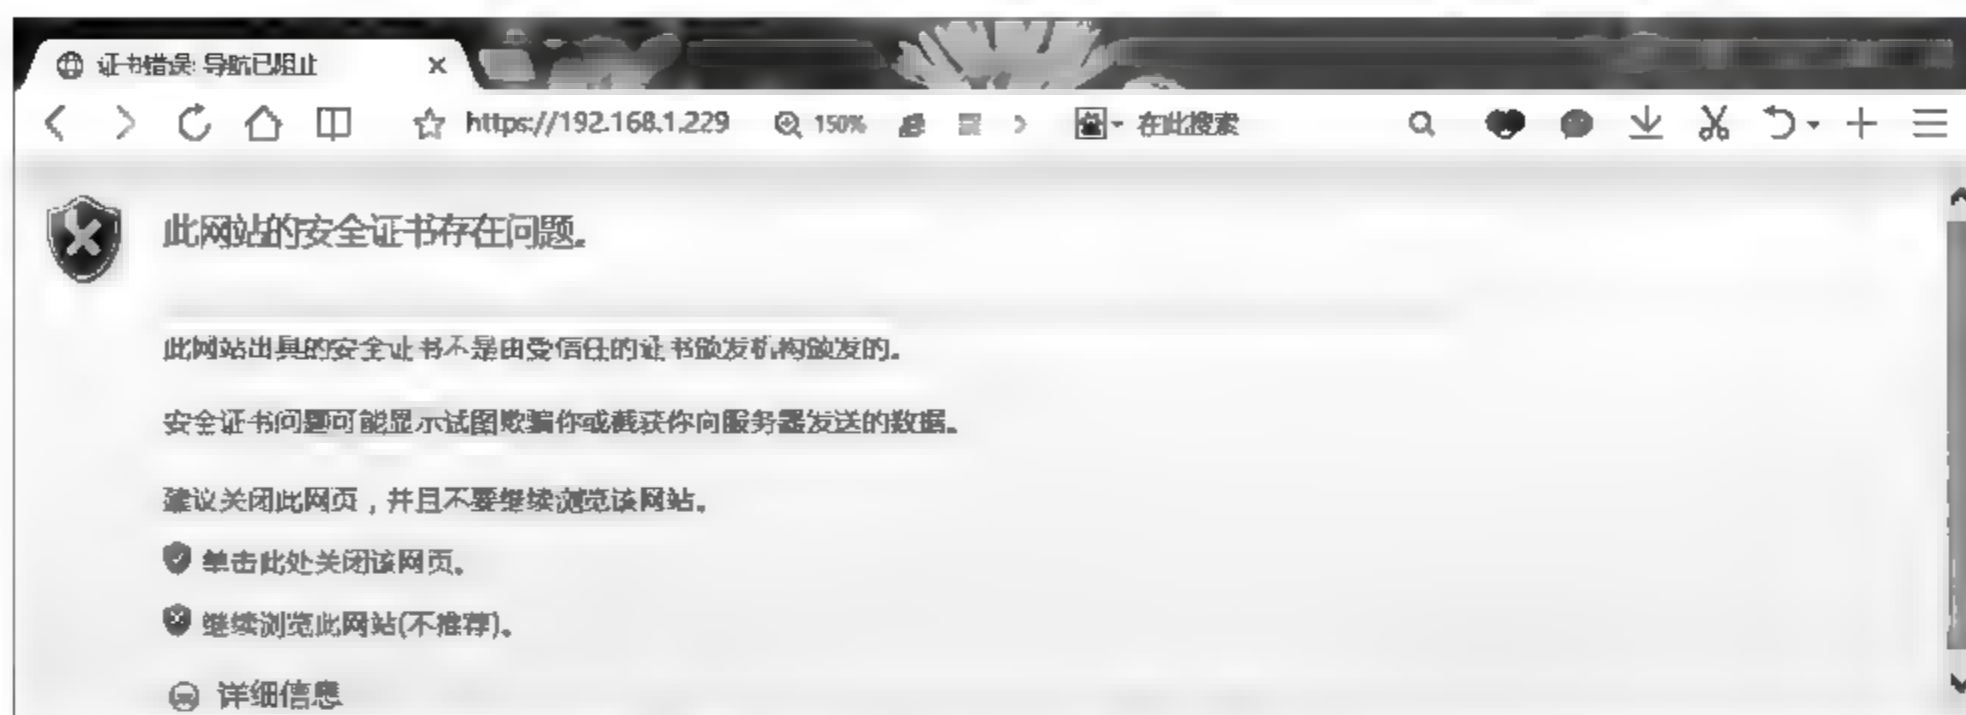 证书错误: 导航已阻止
https://192.168.1.229 150% 在此搜索
此网站的安全证书存在问题。
此网站出具的安全证书不是由受信任的证书颁发机构颁发的。
安全证书问题可能显示试图欺骗你或截获你向服务器发送的数据。
建议关闭此网页，并且不要继续浏览该网站。
单击此处关闭该网页。
继续浏览此网站(不推荐)。
详细信息